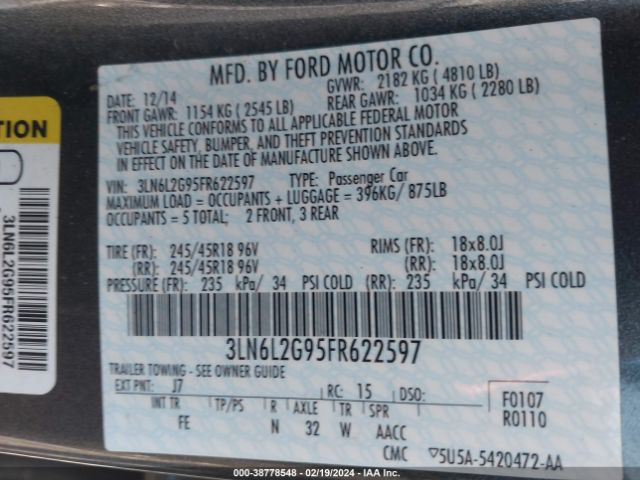 MFD. BY FORD MOTOR CO.
DATE: 12/14 GVWR: 2182 KG ( 4810 LB)
FRONT GAWR: 1154 KG ( 2545 LB) REAR GAWR: 1034 KG ( 2280 LB)
THIS VEHICLE CONFORMS TO ALL APPLICABLE FEDERAL MOTOR
VEHICLE SAFETY, BUMPER, AND THEFT PREVENTION STANDARDS
IN EFFECT ON THE DATE OF MANUFACTURE SHOWN ABOVE.
VIN: 3LN6L2G95FR622597 TYPE: Passenger Car
MAXIMUM LOAD = OCCUPANTS + LUGGAGE = 396KG/ 875LB
OCCUPANTS = 5 TOTAL; 2 FRONT, 3 REAR
TIRE (FR): 245/45R18 96V RIMS (FR): 18x8.0J
(RR): 245/45R18 96V (RR): 18x8.0J
PRESSURE (FR): 235 kPa/ 34 PSI COLD (RR): 235 kPa/ 34 PSI COLD
3LN6L2G95FR622597
TRAILER TOWING - SEE OWNER GUIDE
EXT PNT: J7 RC: 15 DSO: F0107
R0110
INT TR TP/PS R AXLE TR SPR
FE N 32 W AACC
CMC ▽5U5A-5420472-AA
TION
3LN6L2G95FR622597
000-38778548 - 02/19/2024 - IAAI.COM